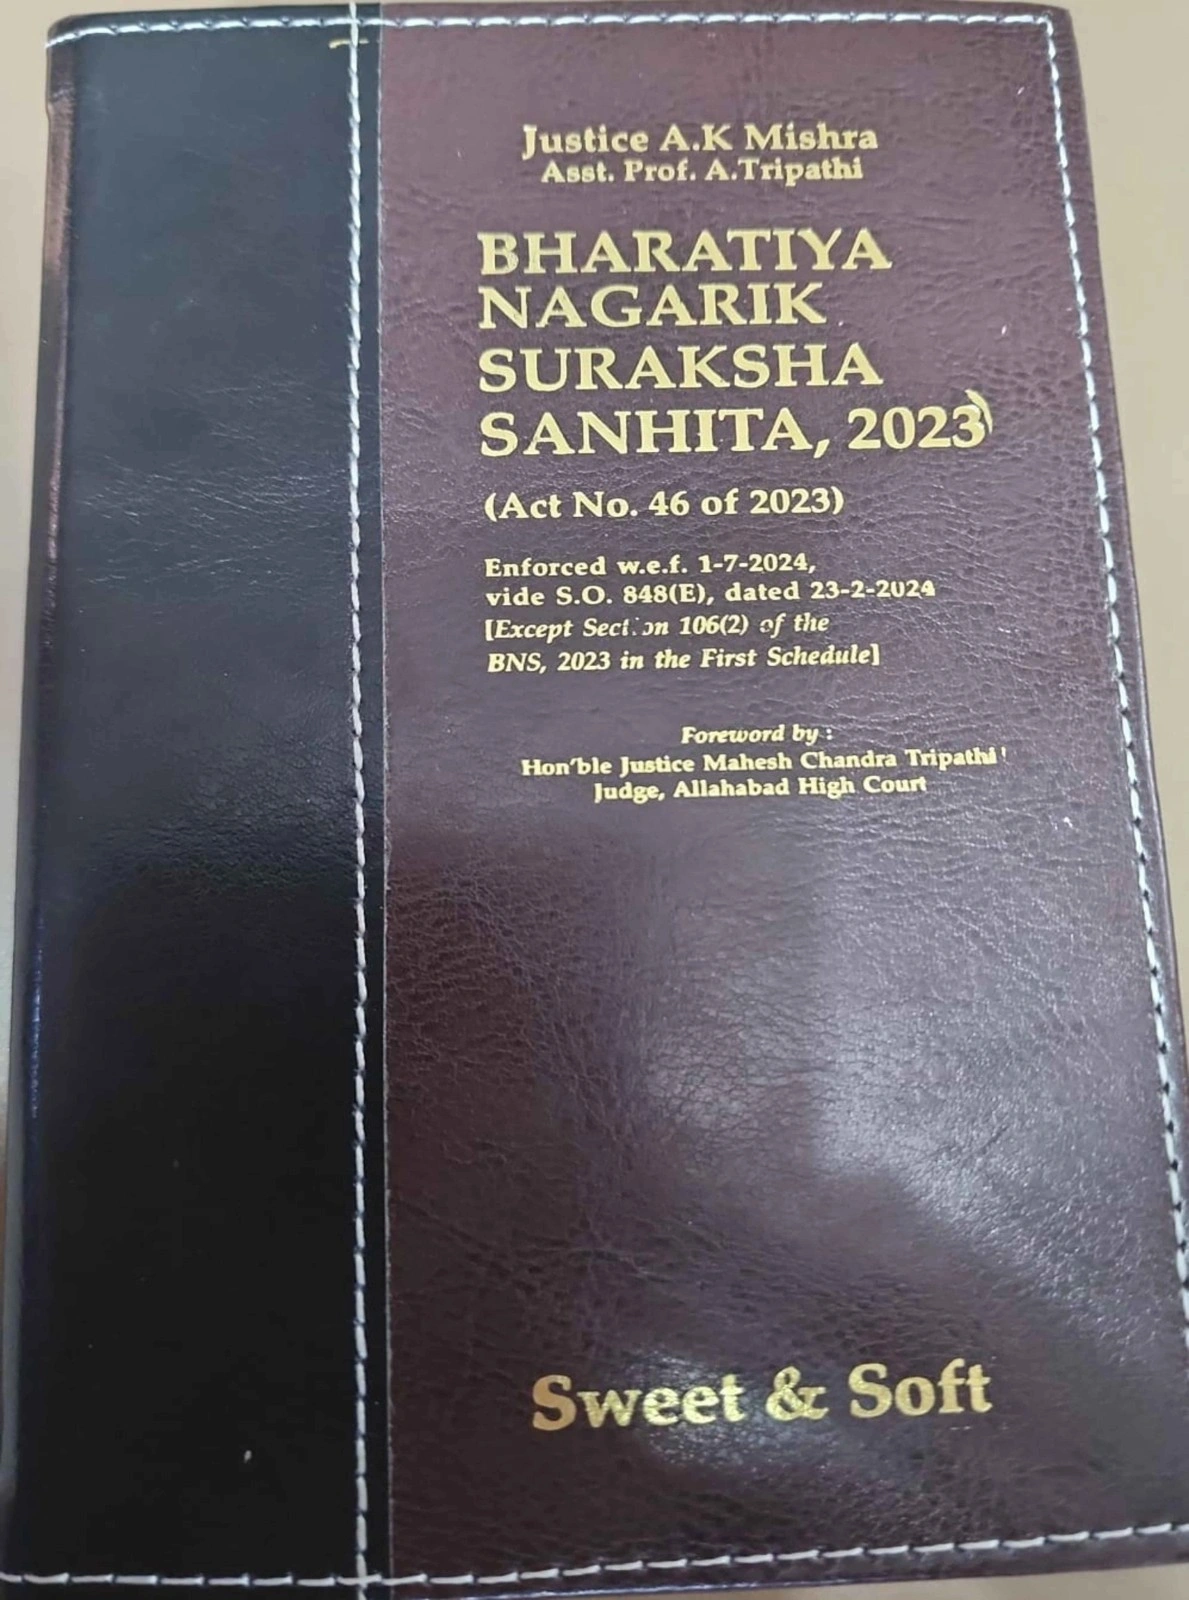 Justice A.K Mishra
Asst. Prof. A.Tripathi
BHARATIYA
NAGARIK
SURAKSHA
SANHITA, 2023
(Act No. 46 of 2023)
Enforced w.e.f. 1-7-2024,
vide S.O. 848(E), dated 23-2-2024
[Except Section 106(2) of the
BNS, 2023 in the First Schedule]
Foreword by :
Hon'ble Justice Mahesh Chandra Tripathi
Judge, Allahabad High Court
Sweet & Soft